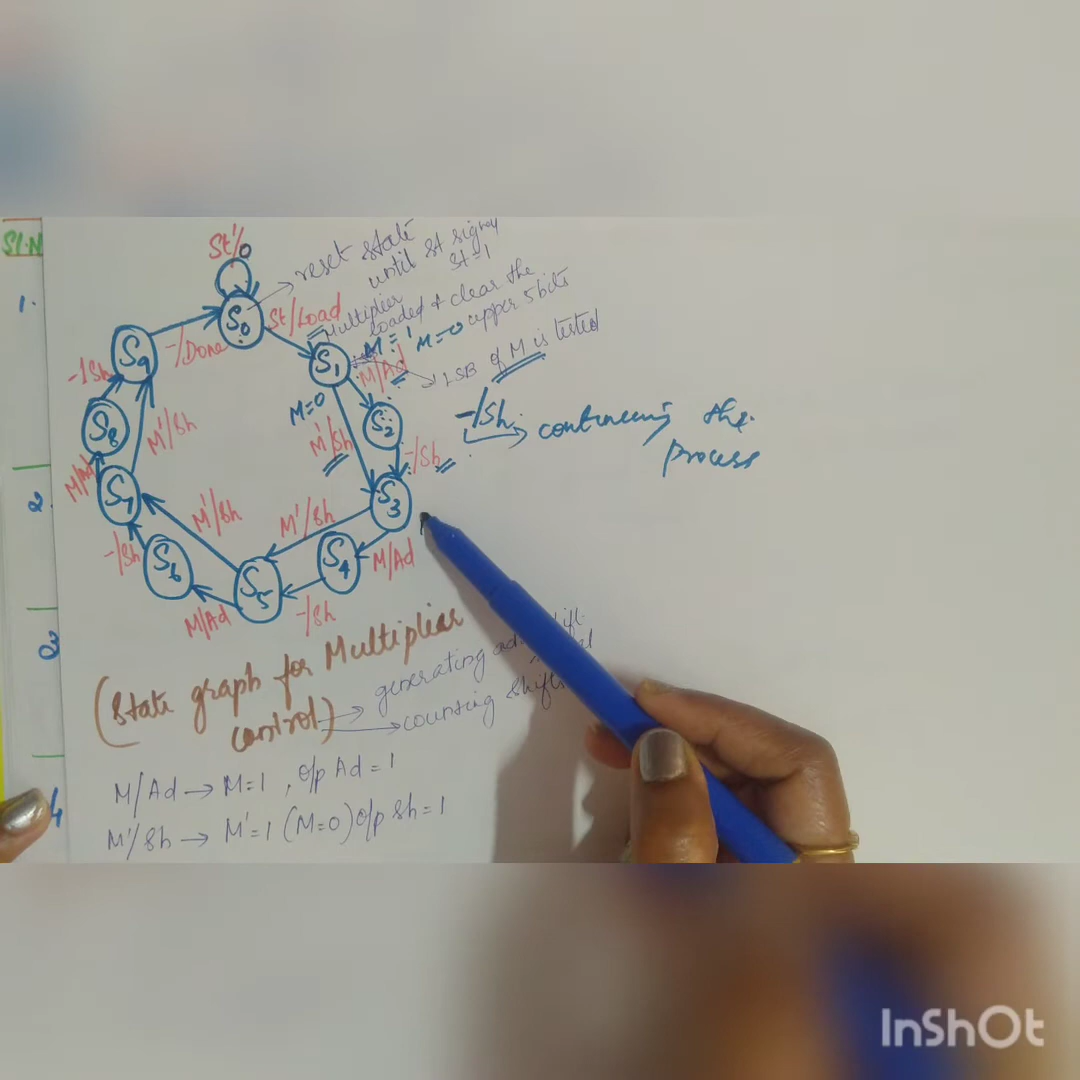 Sl.N
1.
2.
3
4
St'/0
S0
reset state
until St signal
St=1
St/Load
Multiplier
loaded & clear the
upper 5 bits
M=1
M=0
S1
M/Ad
LSB of M is tested
M=0
M'/Sh
S2
-/Sh
-/Sh
continuing the
process
S3
M'/Sh
M/Ad
S4
-/Sh
S5
M'/Sh
M/Ad
S6
-/Sh
S7
M/Ad
M'/Sh
S8
-/Sh
S9
-/Done
(State graph for Multiplier
control)
generating
counting shifts
M/Ad → M=1, o/p Ad=1
M'/Sh → M'=1 (M=0) o/p Sh=1
InShOt